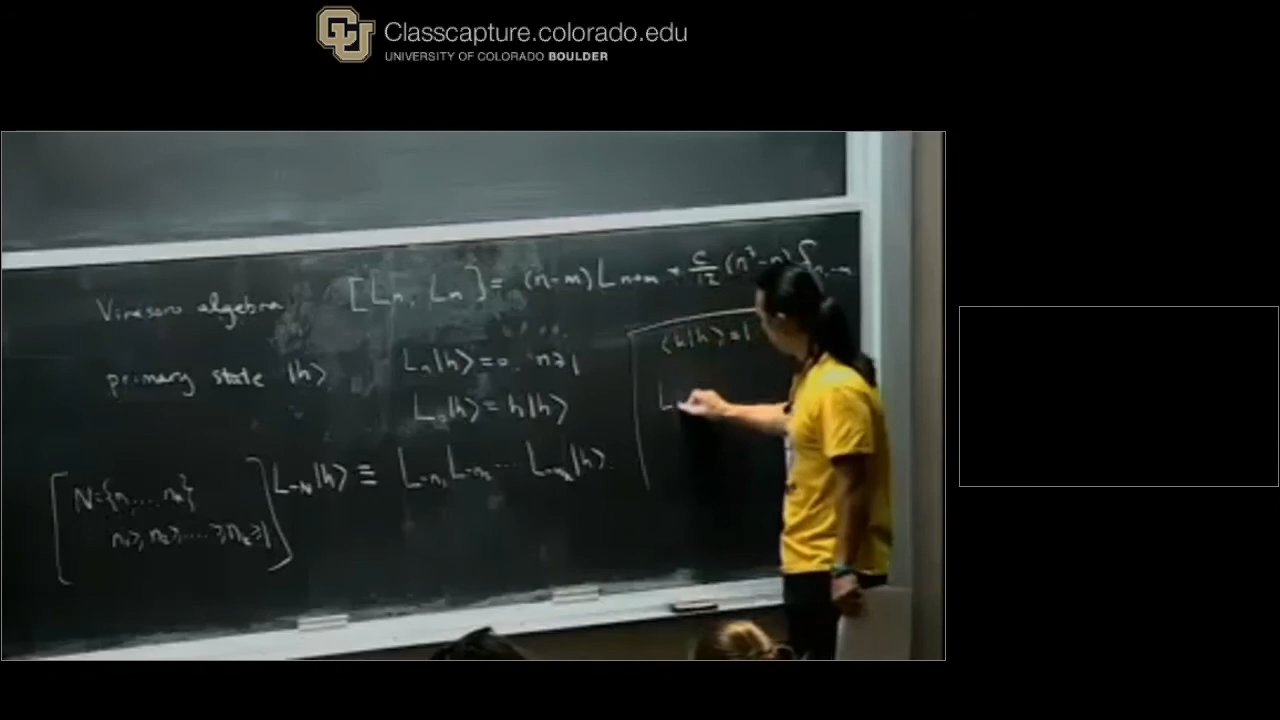 Classcapture.colorado.edu
UNIVERSITY OF COLORADO BOULDER
Virasoro algebra [Lₙ, Lₘ] = (n-m) Lₙ₊ₘ + c/12 (n³-n) δₙ,₋ₘ
primary state |h⟩ Lₙ|h⟩=0. n≥1
L₀|h⟩ = h|h⟩
[ N={n₁ ... nₖ} n₁≥n₂≥....≥nₖ≥1 ] L₋N|h⟩ ≡ L₋ₙ₁L₋ₙ₂ ... L₋ₙₖ|h⟩.
⟨h|h⟩=1
L